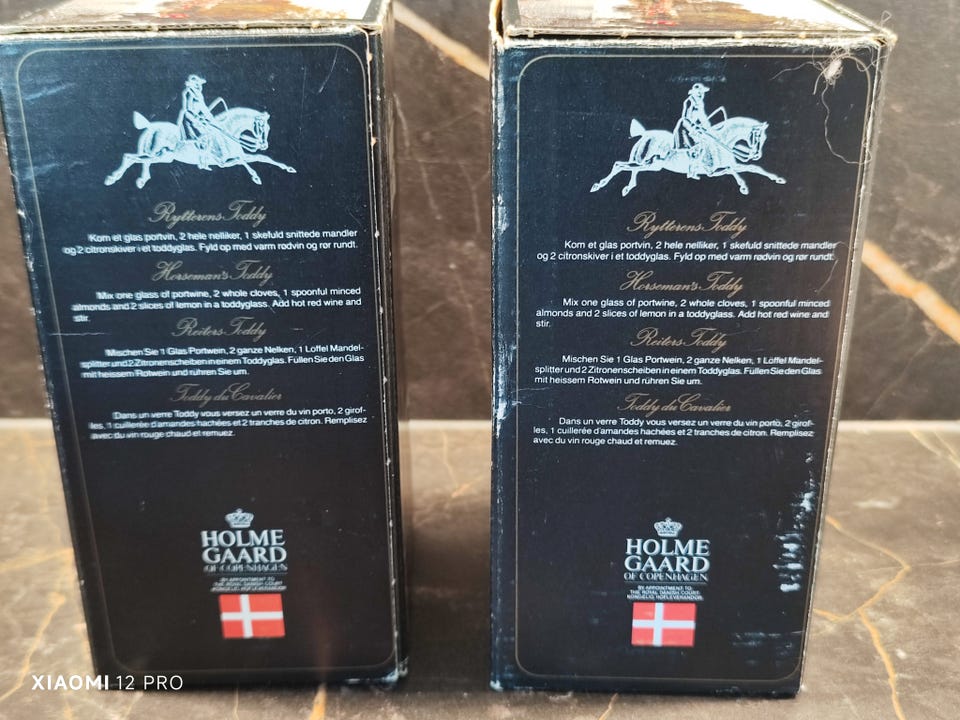 Rytterens Toddy
Kom et glas portvin, 2 hele nelliker, 1 skefuld snittede mandler
og 2 citronskiver i et toddyglas. Fyld op med varm rødvin og rør rundt.
Horseman's Toddy
Mix one glass of portwine, 2 whole cloves, 1 spoonful minced
almonds and 2 slices of lemon in a toddyglass. Add hot red wine and
stir.
Reiters Toddy
Mischen Sie 1 Glas Portwein, 2 ganze Nelken, 1 Löffel Mandel-
splitter und 2 Zitronenscheiben in einem Toddyglas. Füllen Sie den Glas
mit heissem Rotwein und rühren Sie um.
Toddy du Cavalier
Dans un verre Toddy vous versez un verre du vin porto, 2 girof-
les, 1 cuillerée d'amandes hachées et 2 tranches de citron. Remplisez
avec du vin rouge chaud et remuez.
HOLME
GAARD
OF COPENHAGEN
BY APPOINTMENT TO
THE ROYAL DANISH COURT
KONGELIG HOFLEVERANDØR
Rytterens Toddy
Kom et glas portvin, 2 hele nelliker, 1 skefuld snittede mandler
og 2 citronskiver i et toddyglas. Fyld op med varm rødvin og rør rundt.
Horseman's Toddy
Mix one glass of portwine, 2 whole cloves, 1 spoonful minced
almonds and 2 slices of lemon in a toddyglass. Add hot red wine and
stir.
Reiters Toddy
Mischen Sie 1 Glas Portwein, 2 ganze Nelken, 1 Löffel Mandel-
splitter und 2 Zitronenscheiben in einem Toddyglas. Füllen Sie den Glas
mit heissem Rotwein und rühren Sie um.
Toddy du Cavalier
Dans un verre Toddy vous versez un verre du vin porto, 2 girof-
les, 1 cuillerée d'amandes hachées et 2 tranches de citron. Remplisez
avec du vin rouge chaud et remuez.
HOLME
GAARD
OF COPENHAGEN
BY APPOINTMENT TO
THE ROYAL DANISH COURT
KONGELIG HOFLEVERANDØR
XIAOMI 12 PRO